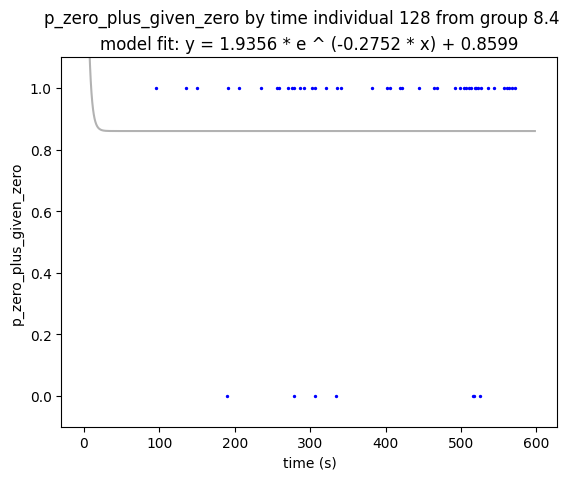 p_zero_plus_given_zero by time individual 128 from group 8.4
model fit: y = 1.9356 * e ^ (-0.2752 * x) + 0.8599
1.0
0.8
0.6
0.4
0.2
0.0
p_zero_plus_given_zero
0 100 200 300 400 500 600
time (s)